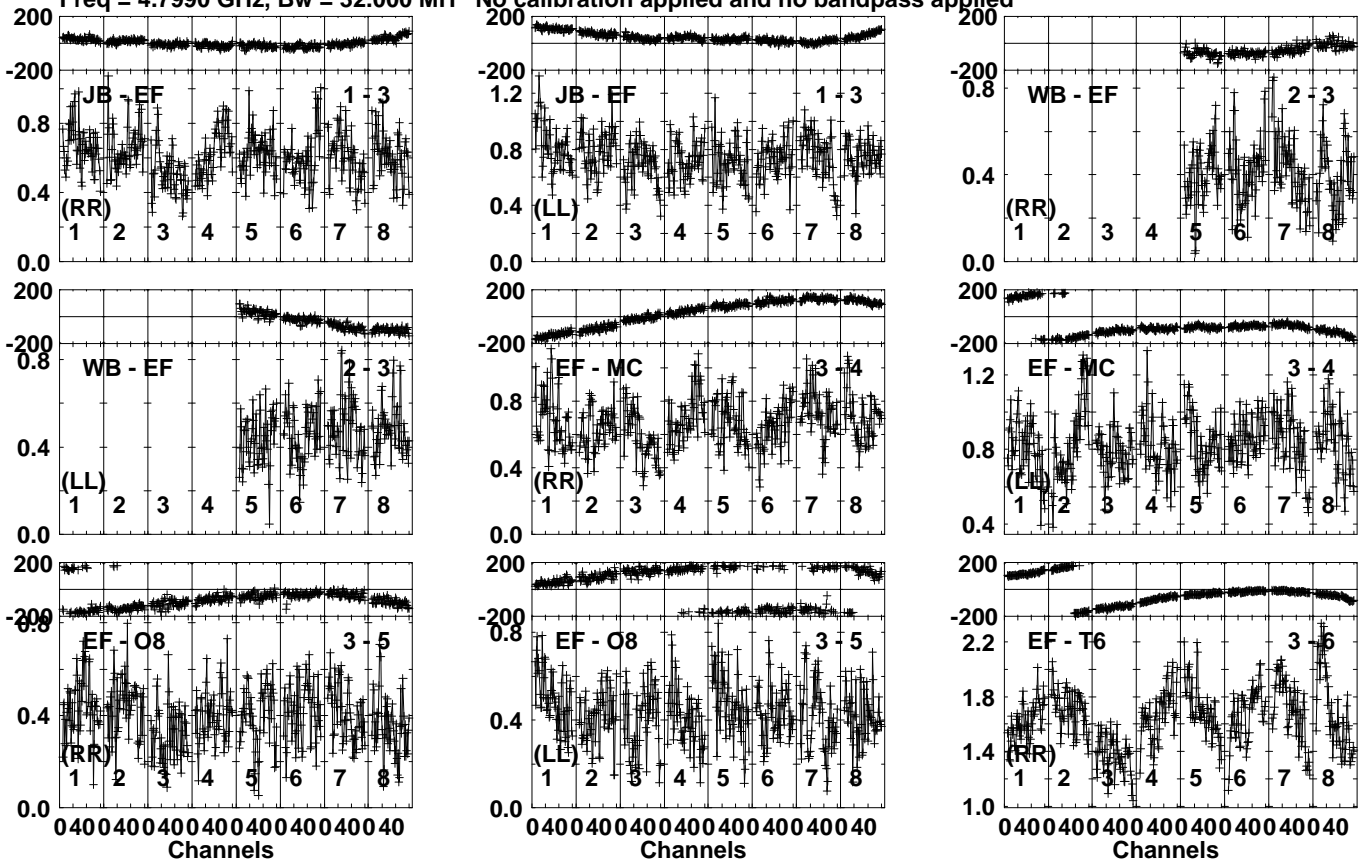 Freq = 4.7990 GHz, Bw = 32.000 MH No calibration applied and no bandpass applied
200 200 200
-200 -200 -200
JB - EF 1 - 3 JB - EF 1 - 3 WB - EF 2 - 3
0.8 1.2 0.8
0.4 0.8 0.4
0.0 0.4 0.0
0.0
(RR) (LL) (RR)
1 2 3 4 5 6 7 8 1 2 3 4 5 6 7 8 1 2 3 4 5 6 7 8
200 200 200
-200 -200 -200
WB - EF 2 - 3 EF - MC 3 - 4 EF - MC 3 - 4
0.8 0.8 1.2
0.4 0.4 0.8
0.0 0.0 0.4
(LL) (RR) (LL)
1 2 3 4 5 6 7 8 1 2 3 4 5 6 7 8 1 2 3 4 5 6 7 8
200 200 200
-200 -200 -200
EF - O8 3 - 5 EF - O8 3 - 5 EF - T6 3 - 6
0.8 0.8 2.2
0.4 0.4 1.8
0.0 0.0 1.4
1.0
(RR) (LL) (RR)
1 2 3 4 5 6 7 8 1 2 3 4 5 6 7 8 1 2 3 4 5 6 7 8
0 40 0 40 0 40 0 40 0 40 0 40 0 40 0 40 0 40 0 40 0 40 0 40 0 40 0 40 0 40 0 40 0 40 0 40 0 40 0 40 0 40 0 40 0 40 0 40
Channels Channels Channels